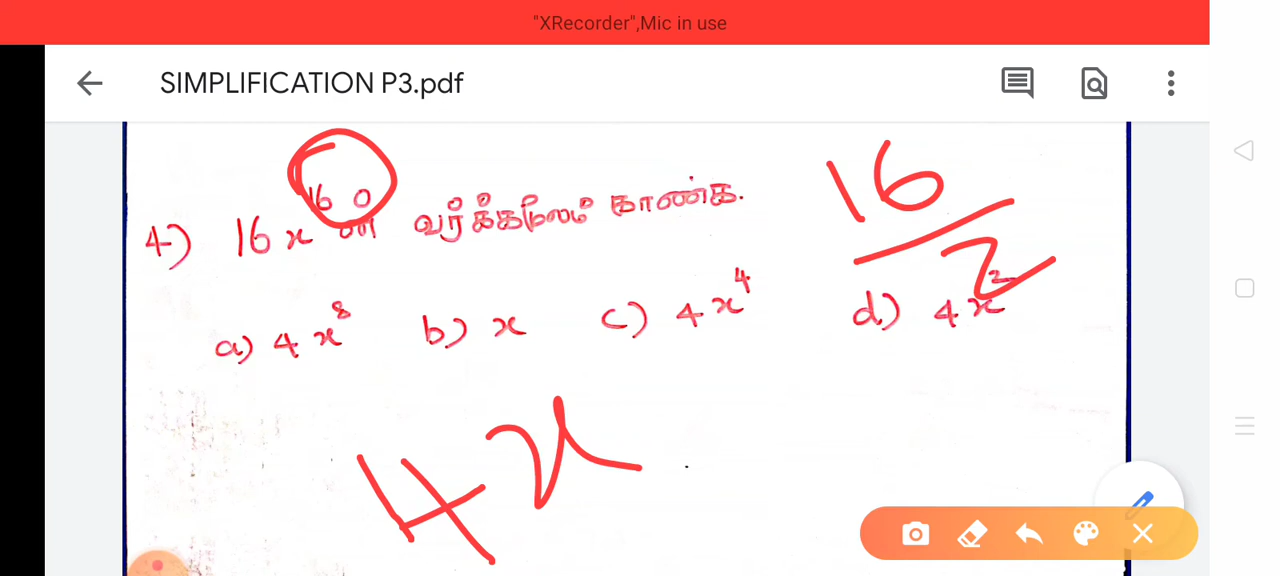 "XRecorder",Mic in use
SIMPLIFICATION P3.pdf
4) 16x¹⁶ ன் வர்க்கமூலம் காண்க.
16/2
a) 4x⁸ b) x c) 4x⁴ d) 4x²
4x